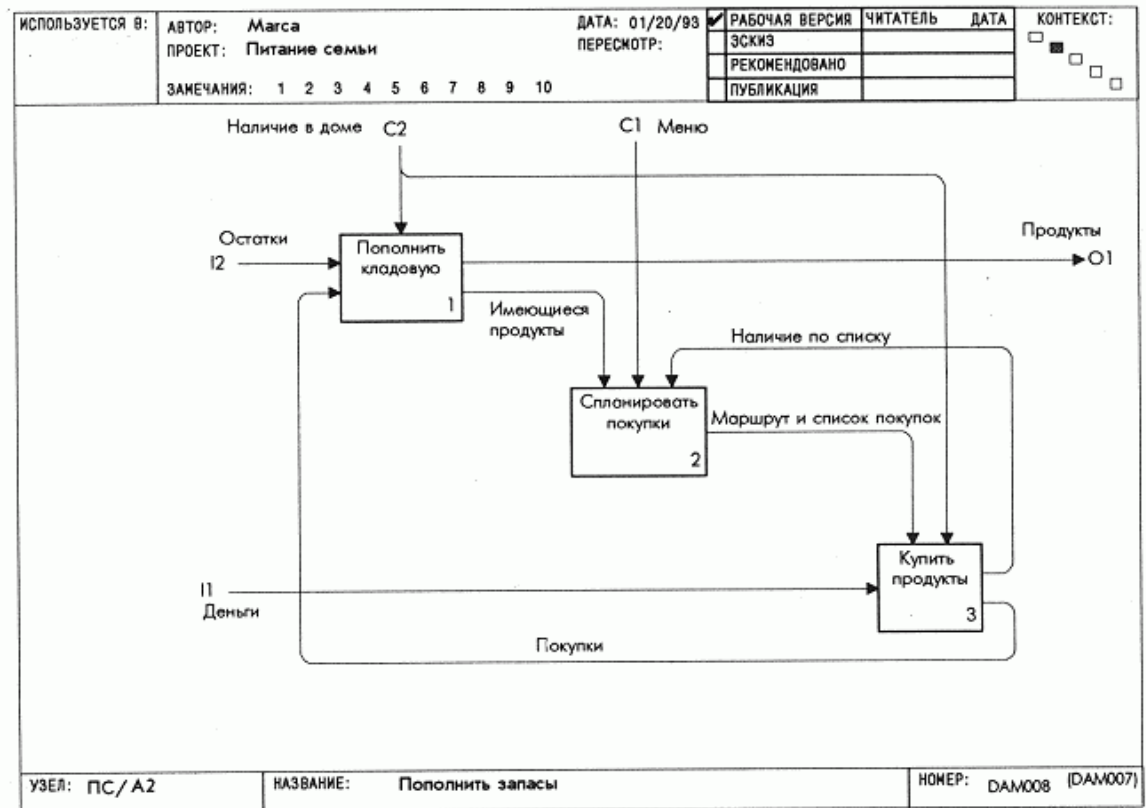 ИСПОЛЬЗУЕТСЯ В:
АВТОР: Marca
ДАТА: 01/20/93
ПРОЕКТ: Питание семьи
ПЕРЕСМОТР:
ЗАМЕЧАНИЯ: 1 2 3 4 5 6 7 8 9 10
РАБОЧАЯ ВЕРСИЯ
ЭСКИЗ
РЕКОМЕНДОВАНО
ПУБЛИКАЦИЯ
ЧИТАТЕЛЬ ДАТА
КОНТЕКСТ:
Наличие в доме C2
C1 Меню
Остатки
I2
Пополнить
кладовую
1
Продукты
O1
Имеющиеся
продукты
Наличие по списку
Спланировать
покупки
2
Маршрут и список покупок
Купить
продукты
3
I1
Деньги
Покупки
УЗЕЛ: ПС/А2
НАЗВАНИЕ: Пополнить запасы
НОМЕР: DAM008 (DAM007)